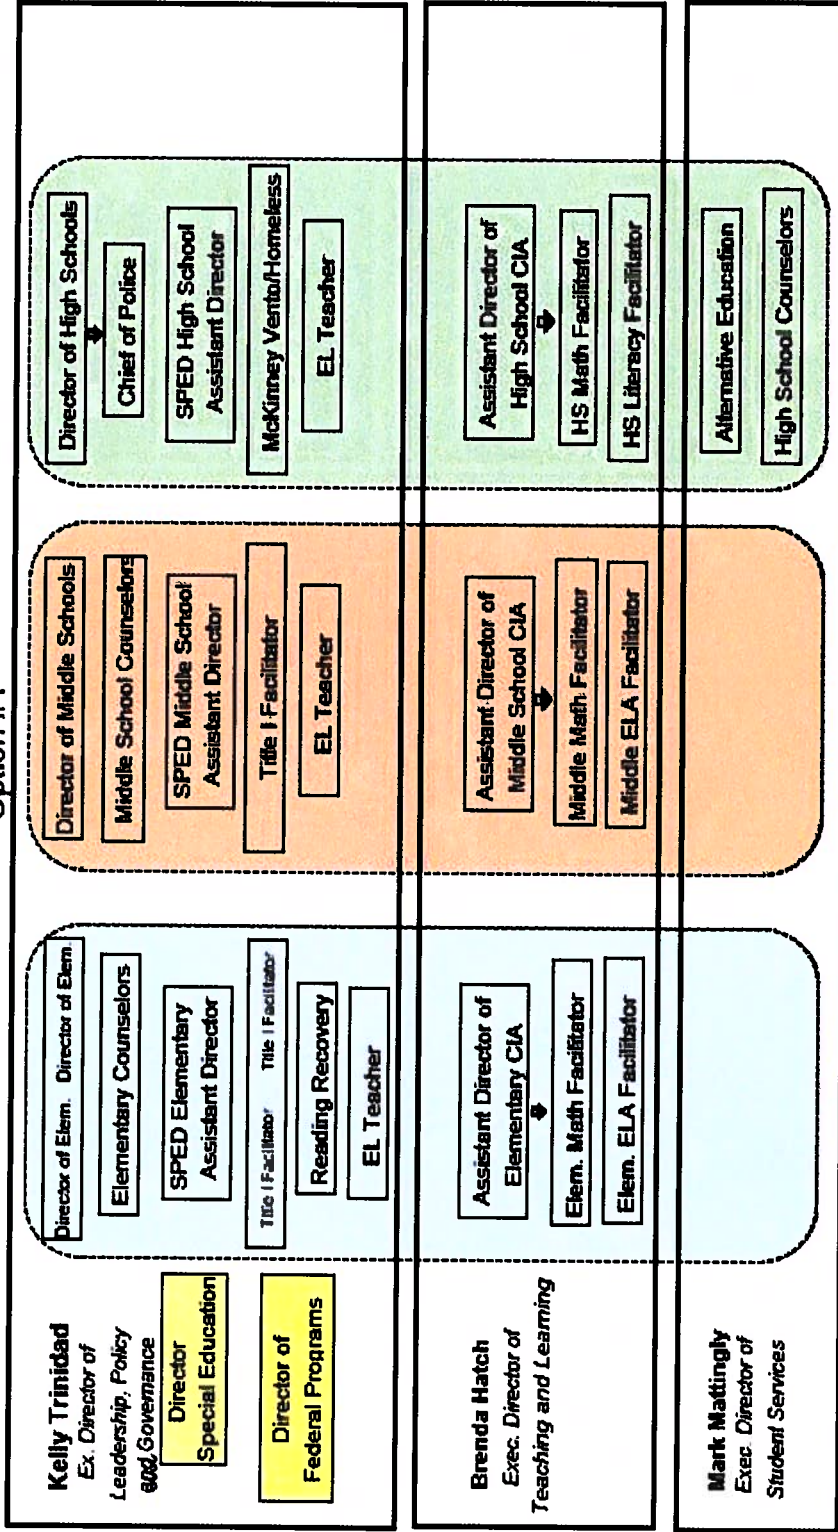 Kelly Trinidad
Ex. Director of
Leadership, Policy
and Governance
Director
Special Education
Director of
Federal Programs
Director of Elem. Director of Elem.
Elementary Counselors
SPED Elementary
Assistant Director
Title I Facilitator Title I Facilitator
Reading Recovery
EL Teacher
Director of Middle Schools
Middle School Counselors
SPED Middle School
Assistant Director
Title I Facilitator
EL Teacher
Director of High Schools
Chief of Police
SPED High School
Assistant Director
McKinney Vento/Homeless
EL Teacher
Brenda Hatch
Exec. Director of
Teaching and Learning
Assistant Director of
Elementary CIA
Elem. Math Facilitator
Elem. ELA Facilitator
Assistant Director of
Middle School CIA
Middle Math Facilitator
Middle ELA Facilitator
Assistant Director of
High School CIA
HS Math Facilitator
HS Literacy Facilitator
Mark Mattingly
Exec. Director of
Student Services
Alternative Education
High School Counselors